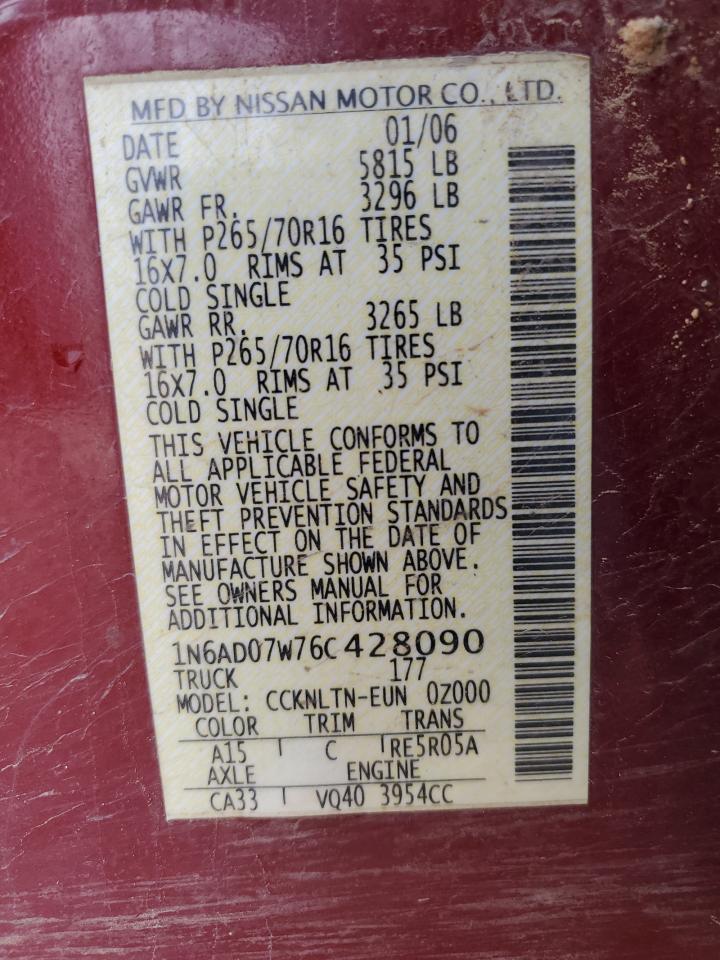 MFD BY NISSAN MOTOR CO., LTD.
DATE 01/06
GVWR 5815 LB
GAWR FR. 3296 LB
WITH P265/70R16 TIRES
16X7.0 RIMS AT 35 PSI
COLD SINGLE
GAWR RR. 3265 LB
WITH P265/70R16 TIRES
16X7.0 RIMS AT 35 PSI
COLD SINGLE
THIS VEHICLE CONFORMS TO
ALL APPLICABLE FEDERAL
MOTOR VEHICLE SAFETY AND
THEFT PREVENTION STANDARDS
IN EFFECT ON THE DATE OF
MANUFACTURE SHOWN ABOVE.
SEE OWNERS MANUAL FOR
ADDITIONAL INFORMATION.
1N6AD07W76C428090
TRUCK 177
MODEL: CCKNLTN-EUN 0Z000
COLOR TRIM TRANS
A15 C RE5R05A
AXLE ENGINE
CA33 VQ40 3954CC